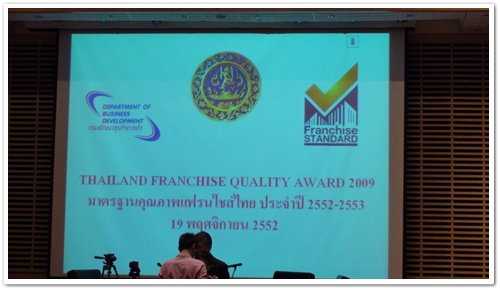 DEPARTMENT OF
BUSINESS
DEVELOPMENT
กรมพัฒนาธุรกิจการค้า
Franchise
STANDARD
THAILAND FRANCHISE QUALITY AWARD 2009
มาตรฐานคุณภาพแฟรนไชส์ไทย ประจำปี 2552-2553
19 พฤศจิกายน 2552